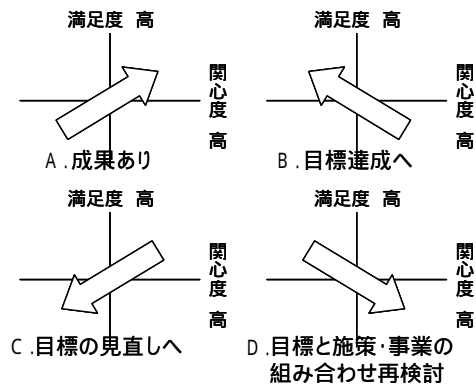 満足度 高
関心度 高
A.成果あり
満足度 高
関心度 高
B.目標達成へ
満足度 高
関心度 高
C.目標の見直しへ
満足度 高
関心度 高
D.目標と施策･事業の
組み合わせ再検討